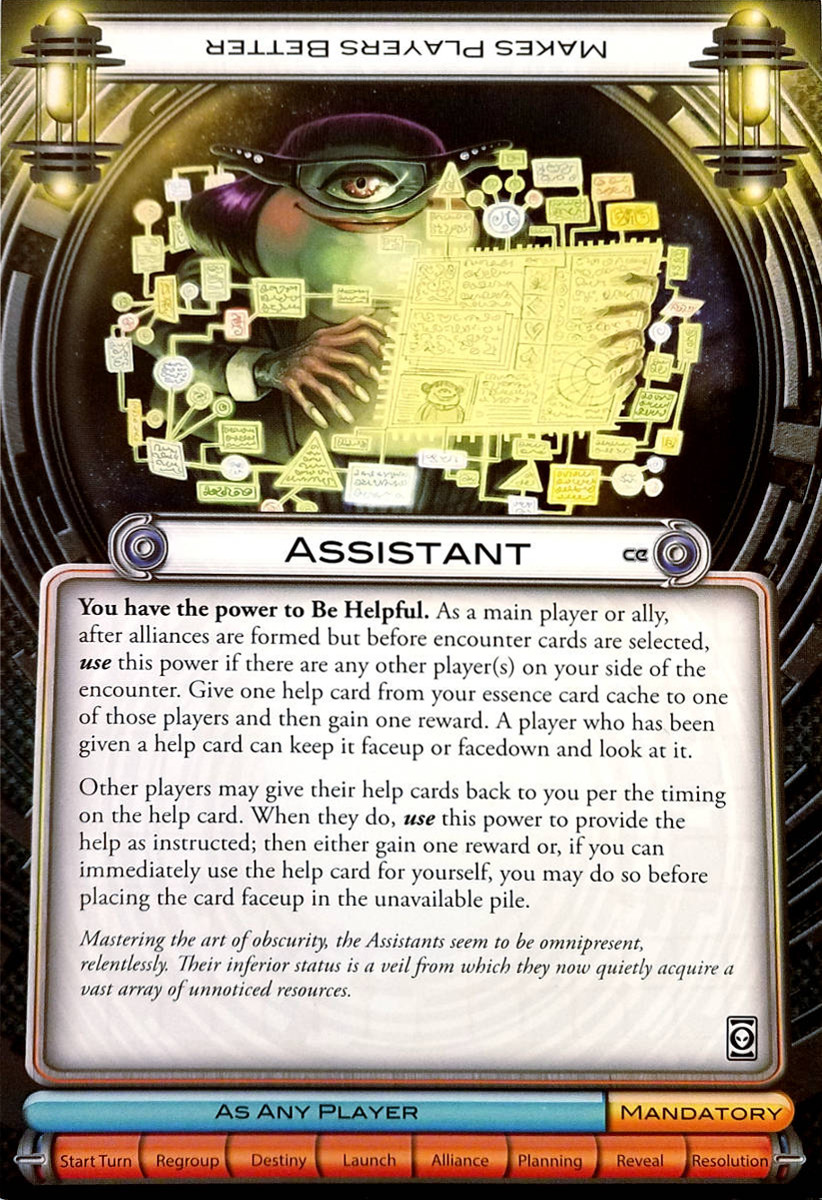 MAKES PLAYERS BETTER
ASSISTANT
ce
You have the power to Be Helpful. As a main player or ally,
after alliances are formed but before encounter cards are selected,
use this power if there are any other player(s) on your side of the
encounter. Give one help card from your essence card cache to one
of those players and then gain one reward. A player who has been
given a help card can keep it faceup or facedown and look at it.
Other players may give their help cards back to you per the timing
on the help card. When they do, use this power to provide the
help as instructed; then either gain one reward or, if you can
immediately use the help card for yourself, you may do so before
placing the card faceup in the unavailable pile.
Mastering the art of obscurity, the Assistants seem to be omnipresent,
relentlessly. Their inferior status is a veil from which they now quietly acquire a
vast array of unnoticed resources.
AS ANY PLAYER MANDATORY
Start Turn Regroup Destiny Launch Alliance Planning Reveal Resolution